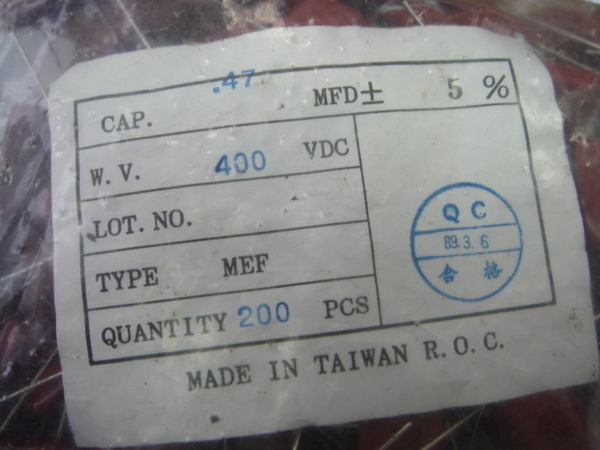 CAP. .47 MFD± 5 %
W. V. 400 VDC
LOT. NO.
TYPE MEF
QUANTITY 200 PCS
QC
89.3.6
合格
MADE IN TAIWAN R. O. C.